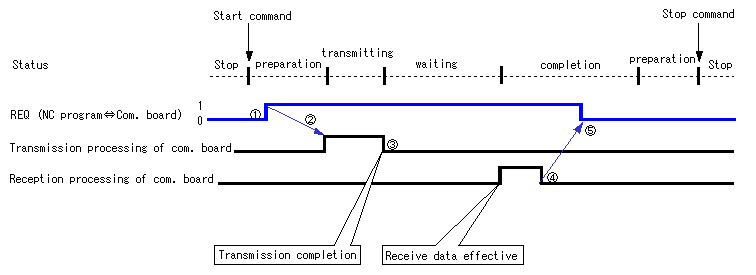 Start command
Stop command
transmitting
Stop
preparation
waiting
completion
preparation
Stop
Status
REQ (NC program⇔Com. board)
1
0
①
②
⑤
Transmission processing of com. board
③
Reception processing of com. board
④
Transmission completion
Receive data effective